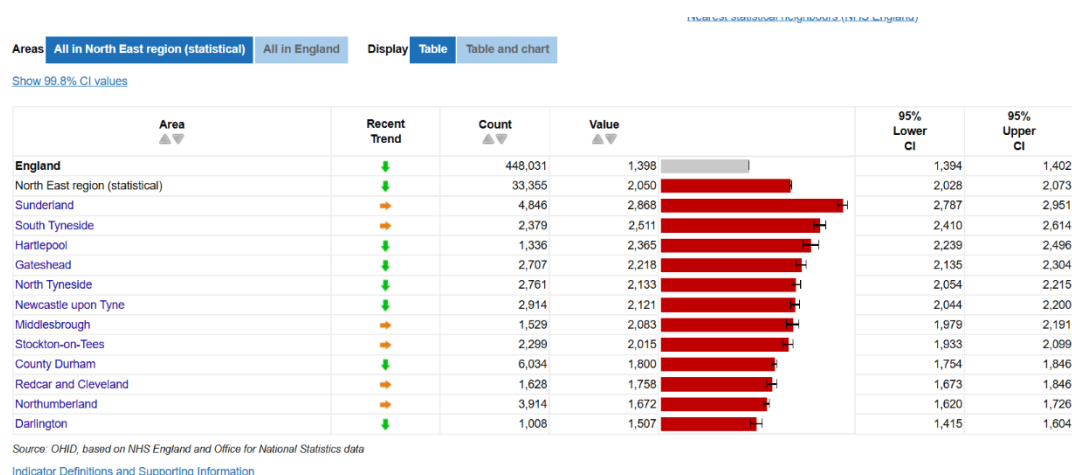 Nearest statistical neighbours (NHS England)
Areas All in North East region (statistical) All in England Display Table Table and chart
Show 99.8% CI values
Area Recent Trend Count Value 95% Lower CI 95% Upper CI
England 448,031 1,398 1,394 1,402
North East region (statistical) 33,355 2,050 2,028 2,073
Sunderland 4,846 2,868 2,787 2,951
South Tyneside 2,379 2,511 2,410 2,614
Hartlepool 1,336 2,365 2,239 2,496
Gateshead 2,707 2,218 2,135 2,304
North Tyneside 2,761 2,133 2,054 2,215
Newcastle upon Tyne 2,914 2,121 2,044 2,200
Middlesbrough 1,529 2,083 1,979 2,191
Stockton-on-Tees 2,299 2,015 1,933 2,099
County Durham 6,034 1,800 1,754 1,846
Redcar and Cleveland 1,628 1,758 1,673 1,846
Northumberland 3,914 1,672 1,620 1,726
Darlington 1,008 1,507 1,415 1,604
Source: OHID, based on NHS England and Office for National Statistics data
Indicator Definitions and Supporting Information